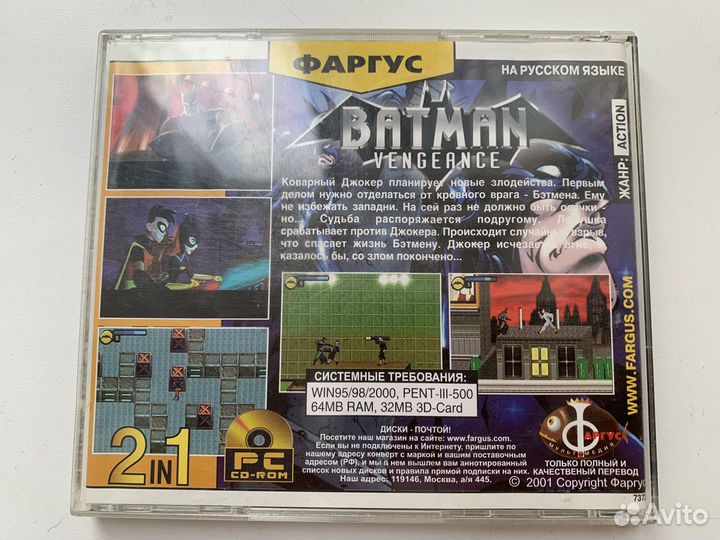 ФАРГУС
НА РУССКОМ ЯЗЫКЕ
BATMAN
VENGEANCE
ЖАНР: ACTION
Коварный Джокер планирует новые злодейства. Первым
делом нужно отделаться от кровного врага - Бэтмена. Ему
не избежать западни. На сей раз не должно быть осечки -
но... Судьба распоряжается подругому. Ловушка
срабатывает против Джокера. Происходит случайный взрыв,
что спасает жизнь Бэтмену. Джокер исчезает в огне, и,
казалось бы, со злом покончено...
WWW.FARGUS.COM
СИСТЕМНЫЕ ТРЕБОВАНИЯ:
WIN95/98/2000, PENT-III-500
64MB RAM, 32MB 3D-Card
2 IN 1
PC
CD-ROM
ДИСКИ - ПОЧТОЙ!
Посетите наш магазин на сайте: www.fargus.com.
Если вы не подключены к Интернету, пришлите по
нашему адресу конверт с маркой и вашим почтовым
адресом (РФ), и мы в нем вышлем вам аннотированный
список новых дисков и правила прямой подписки на них.
Наш адрес: 119146, Москва, а/я 445.
ФАРГУС
МУЛЬТИМЕДИА
ТОЛЬКО ПОЛНЫЙ И
КАЧЕСТВЕНЫЙ ПЕРЕВОД
© 2001 Copyright Фаргус
Avito